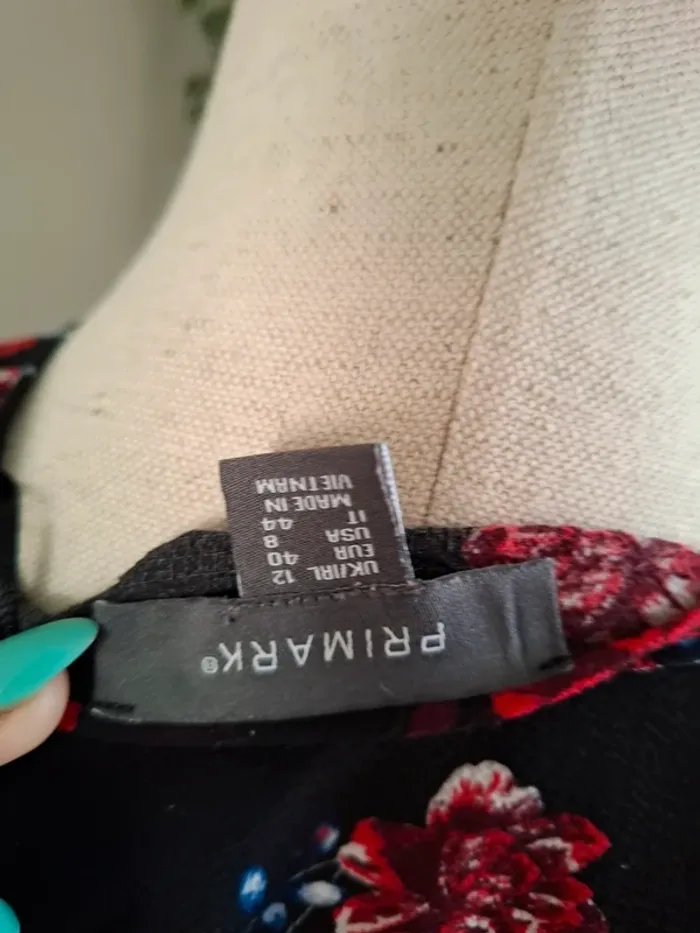 PRIMARK®
UK/IRL 12
EUR 40
USA 8
IT 44
MADE IN
VIETNAM